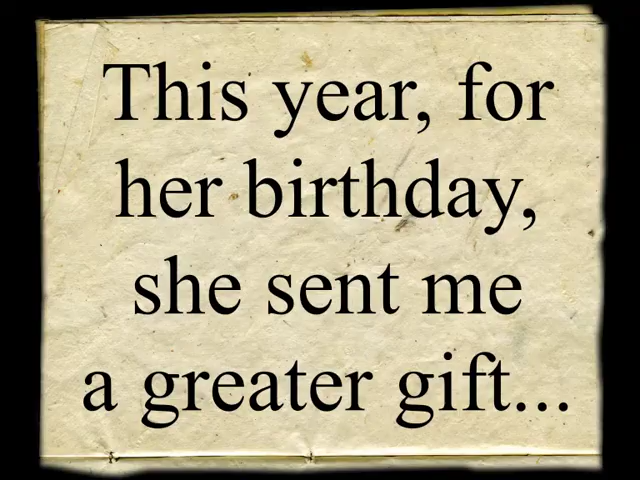 This year, for
her birthday,
she sent me
a greater gift...